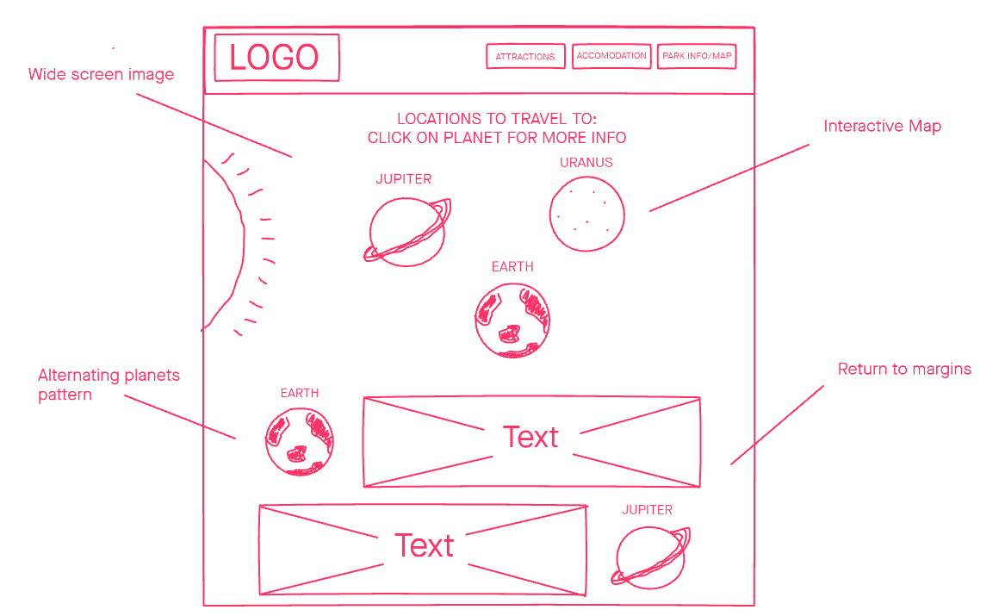 LOGO
ATTRACTIONS
ACCOMODATION
PARK INFO/MAP
Wide screen image
LOCATIONS TO TRAVEL TO:
CLICK ON PLANET FOR MORE INFO
Interactive Map
URANUS
JUPITER
EARTH
Alternating planets
pattern
Return to margins
EARTH
Text
JUPITER
Text